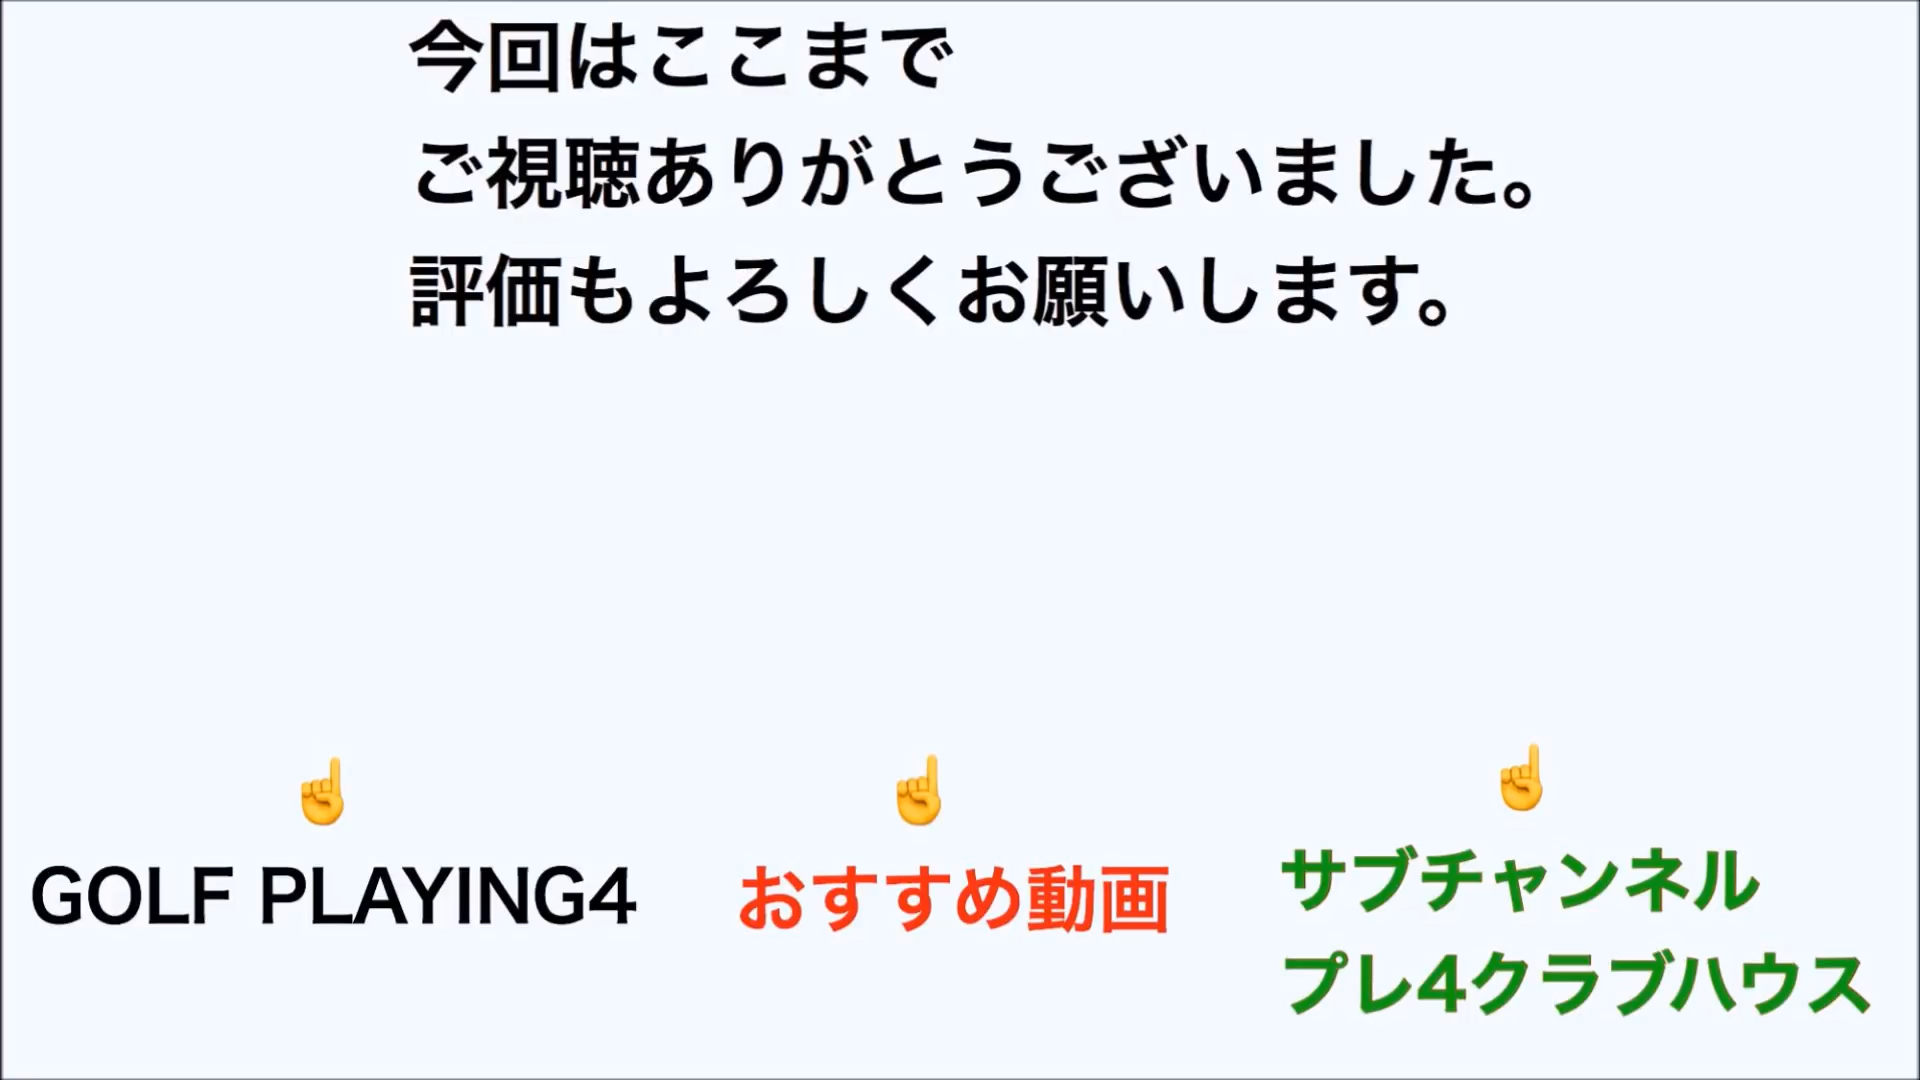 今回はここまで
ご視聴ありがとうございました。
評価もよろしくお願いします。
GOLF PLAYING4
おすすめ動画
サブチャンネル
プレ4クラブハウス